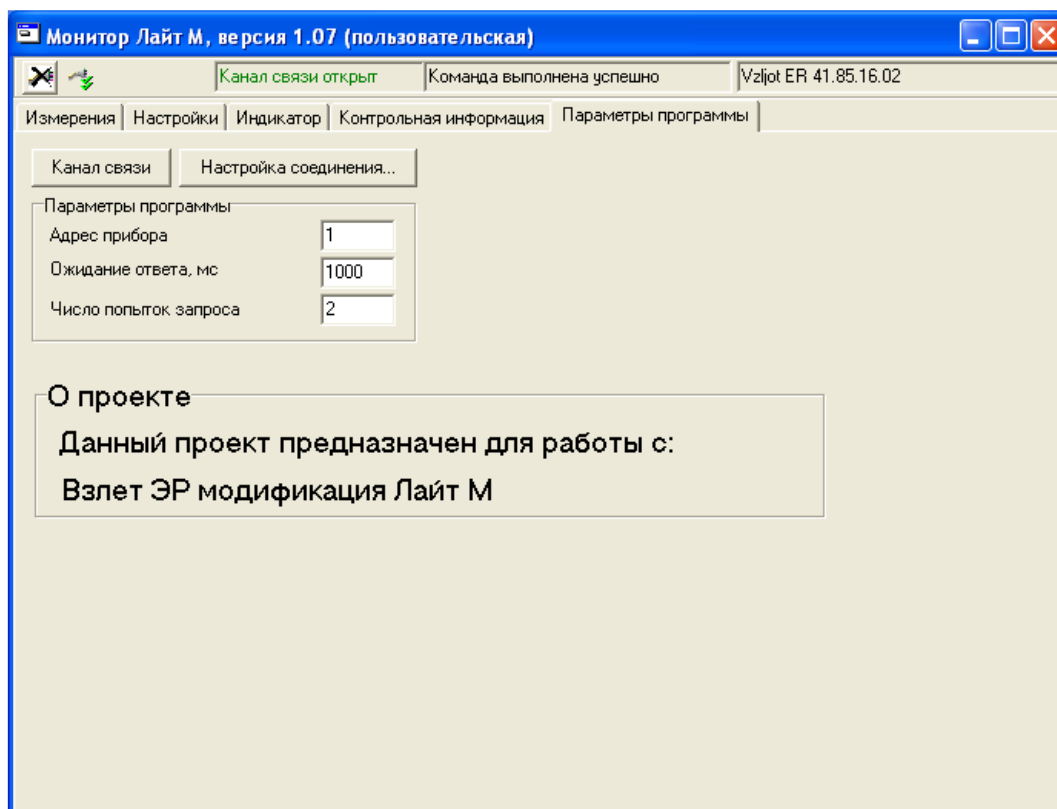 Монитор Лайт М, версия 1.07 (пользовательская)
Канал связи открыт Команда выполнена успешно Vzljot ER 41.85.16.02
Измерения Настройки Индикатор Контрольная информация Параметры программы
Канал связи Настройка соединения...
Параметры программы
Адрес прибора 1
Ожидание ответа, мс 1000
Число попыток запроса 2
О проекте
Данный проект предназначен для работы с:
Взлет ЭР модификация Лайт М